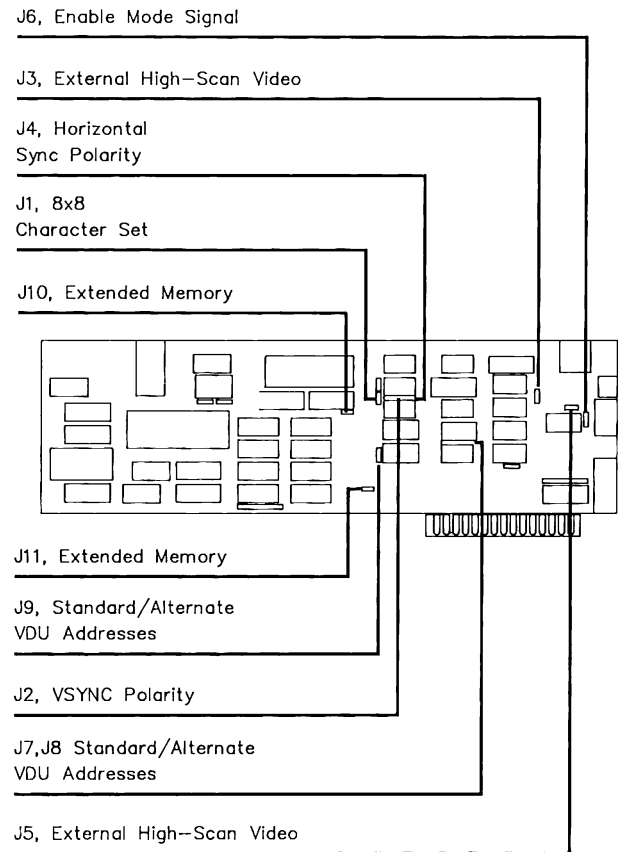 J6, Enable Mode Signal
J3, External High-Scan Video
J4, Horizontal
Sync Polarity
J1, 8x8
Character Set
J10, Extended Memory
J11, Extended Memory
J9, Standard/Alternate
VDU Addresses
J2, VSYNC Polarity
J7,J8 Standard/Alternate
VDU Addresses
J5, External High-Scan Video